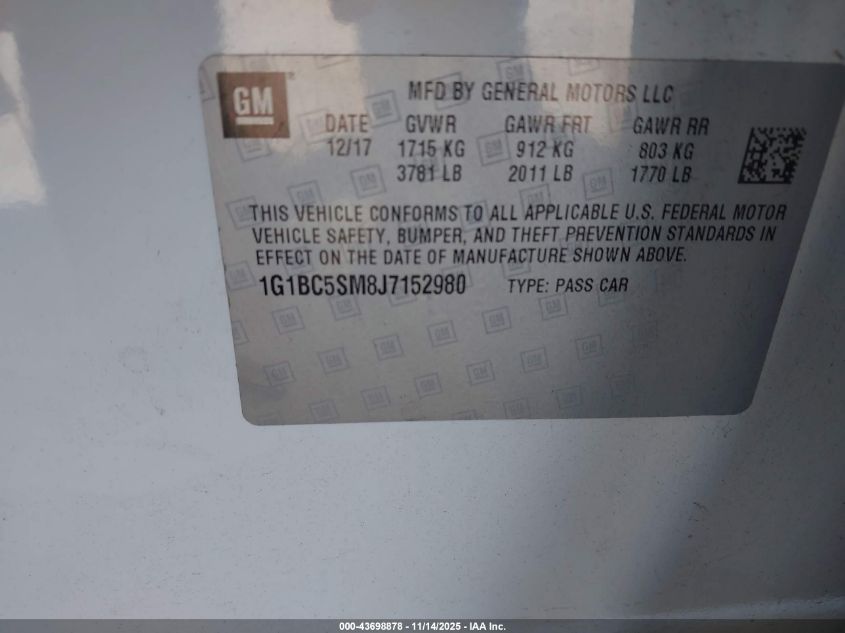 GM
MFD BY GENERAL MOTORS LLC
DATE GVWR GAWR FRT GAWR RR
12/17 1715 KG 912 KG 803 KG
3781 LB 2011 LB 1770 LB
THIS VEHICLE CONFORMS TO ALL APPLICABLE U.S. FEDERAL MOTOR
VEHICLE SAFETY, BUMPER, AND THEFT PREVENTION STANDARDS IN
EFFECT ON THE DATE OF MANUFACTURE SHOWN ABOVE.
1G1BC5SM8J7152980 TYPE: PASS CAR
000-43698878 - 11/14/2025 - IAA Inc.